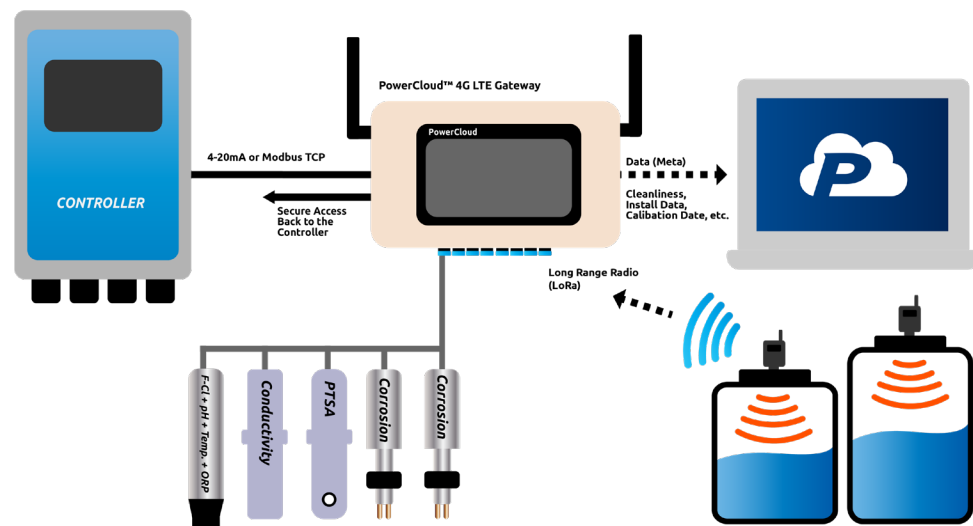 PowerCloud™ 4G LTE Gateway
PowerCloud
4-20mA or Modbus TCP
CONTROLLER
Secure Access
Back to the
Controller
Data (Meta)
Cleanliness,
Install Data,
Calibation Date, etc.
P
Long Range Radio
(LoRa)
F-Cl + pH + Temp. + ORP
Conductivity
PTSA
Corrosion
Corrosion